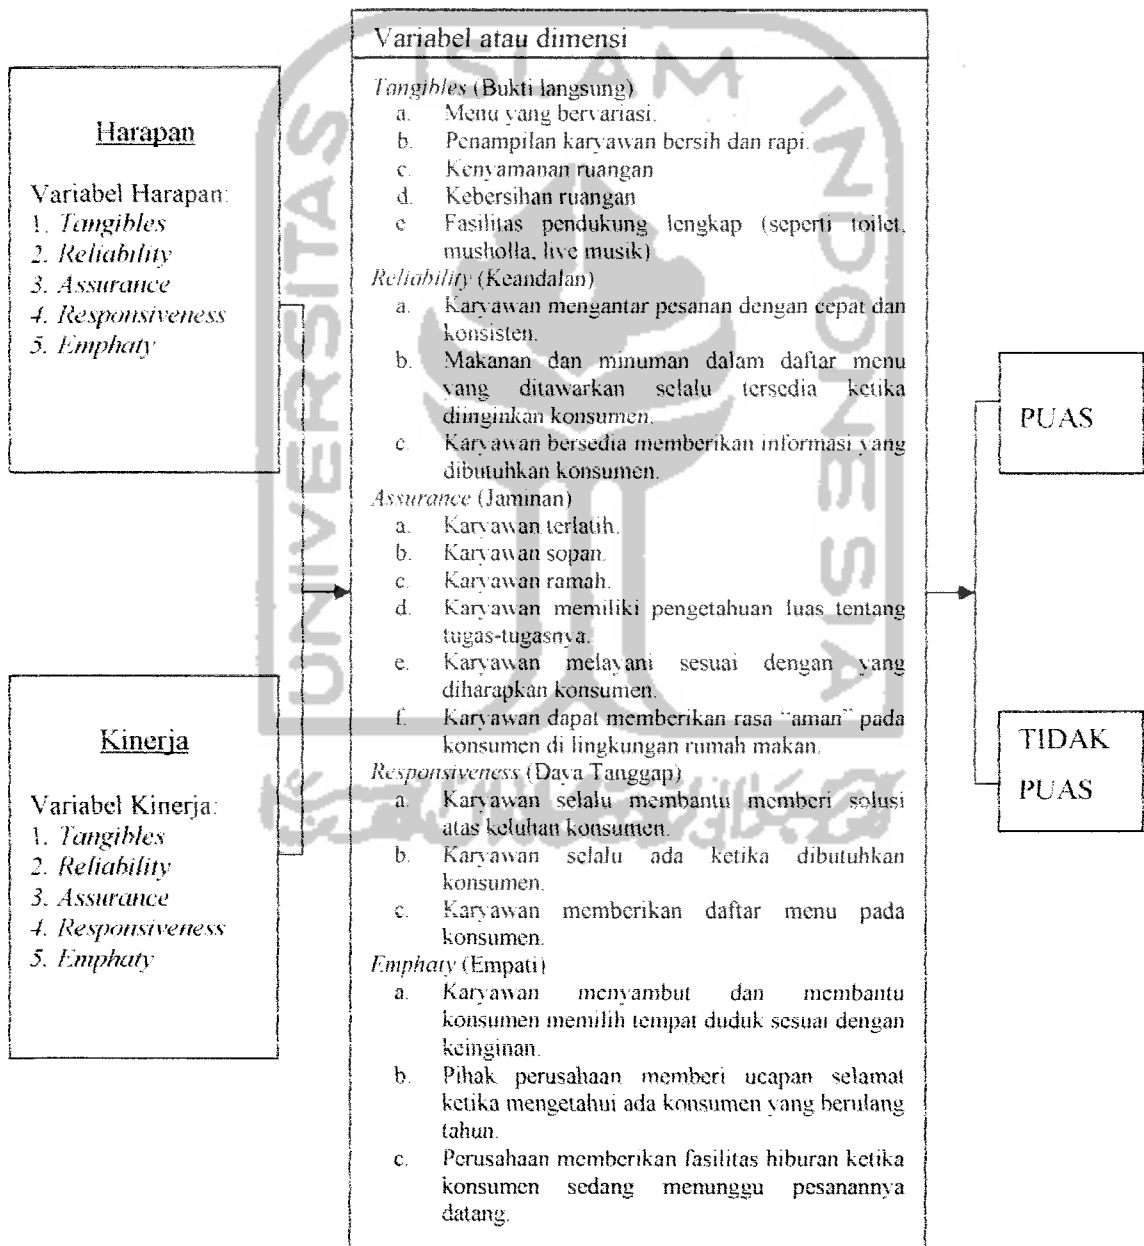 Harapan
Variabel Harapan:
1. Tangibles
2. Reliability
3. Assurance
4. Responsiveness
5. Emphaty
Kinerja
Variabel Kinerja:
1. Tangibles
2. Reliability
3. Assurance
4. Responsiveness
5. Emphaty
Variabel atau dimensi
Tangibles (Bukti langsung)
a. Menu yang bervariasi.
b. Penampilan karyawan bersih dan rapi.
c. Kenyamanan ruangan
d. Kebersihan ruangan
e Fasilitas pendukung lengkap (seperti toilet,
musholla, live musik)
Reliability (Keandalan)
a. Karyawan mengantar pesanan dengan cepat dan
konsisten.
b. Makanan dan minuman dalam daftar menu
yang ditawarkan selalu tersedia ketika
diinginkan konsumen.
c. Karyawan bersedia memberikan informasi yang
dibutuhkan konsumen.
Assurance (Jaminan)
a. Karyawan terlatih.
b. Karyawan sopan.
c. Karyawan ramah.
d. Karyawan memiliki pengetahuan luas tentang
tugas-tugasnya.
e. Karyawan melayani sesuai dengan yang
diharapkan konsumen.
f. Karyawan dapat memberikan rasa "aman" pada
konsumen di lingkungan rumah makan.
Responsiveness (Daya Tanggap)
a. Karyawan selalu membantu memberi solusi
atas keluhan konsumen.
b. Karyawan selalu ada ketika dibutuhkan
konsumen.
c. Karyawan memberikan daftar menu pada
konsumen.
Emphaty (Empati)
a. Karyawan menyambut dan membantu
konsumen memilih tempat duduk sesuai dengan
keinginan.
b. Pihak perusahaan memberi ucapan selamat
ketika mengetahui ada konsumen yang berulang
tahun.
c. Perusahaan memberikan fasilitas hiburan ketika
konsumen sedang menunggu pesanannya
datang.
PUAS
TIDAK
PUAS
UNIVERSITAS
ISLAM
INDONESIA